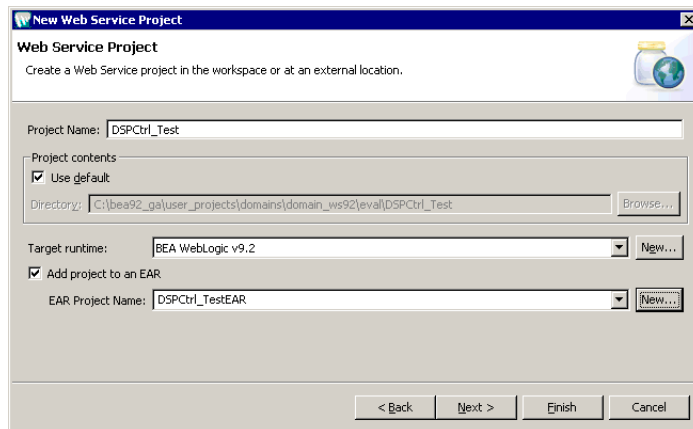 New Web Service Project
Web Service Project
Create a Web Service project in the workspace or at an external location.
Project Name: DSPCtrl_Test
Project contents
Use default
Directory: C:\bea92_ga\user_projects\domains\domain_ws92\eval\DSPCtrl_Test Browse...
Target runtime: BEA WebLogic v9.2 New...
Add project to an EAR
EAR Project Name: DSPCtrl_TestEAR New...
< Back Next > Finish Cancel